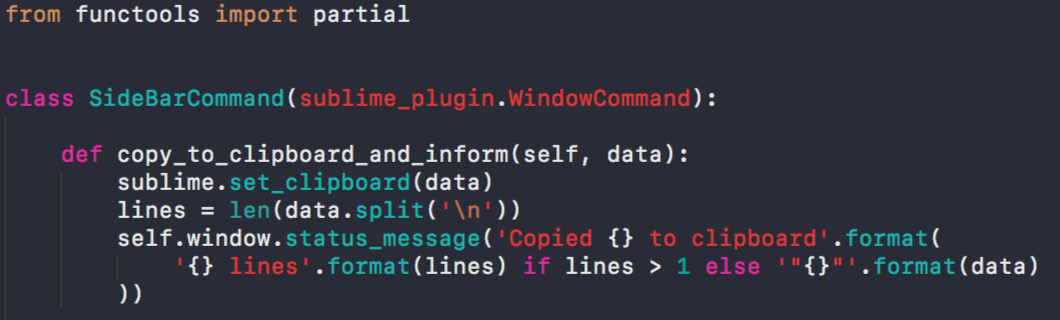 from functools import partial
class SideBarCommand(sublime_plugin.WindowCommand):
    def copy_to_clipboard_and_inform(self, data):
        sublime.set_clipboard(data)
        lines = len(data.split('\n'))
        self.window.status_message('Copied {} to clipboard'.format(
            '{} lines'.format(lines) if lines > 1 else '"{}"'.format(data)
        ))